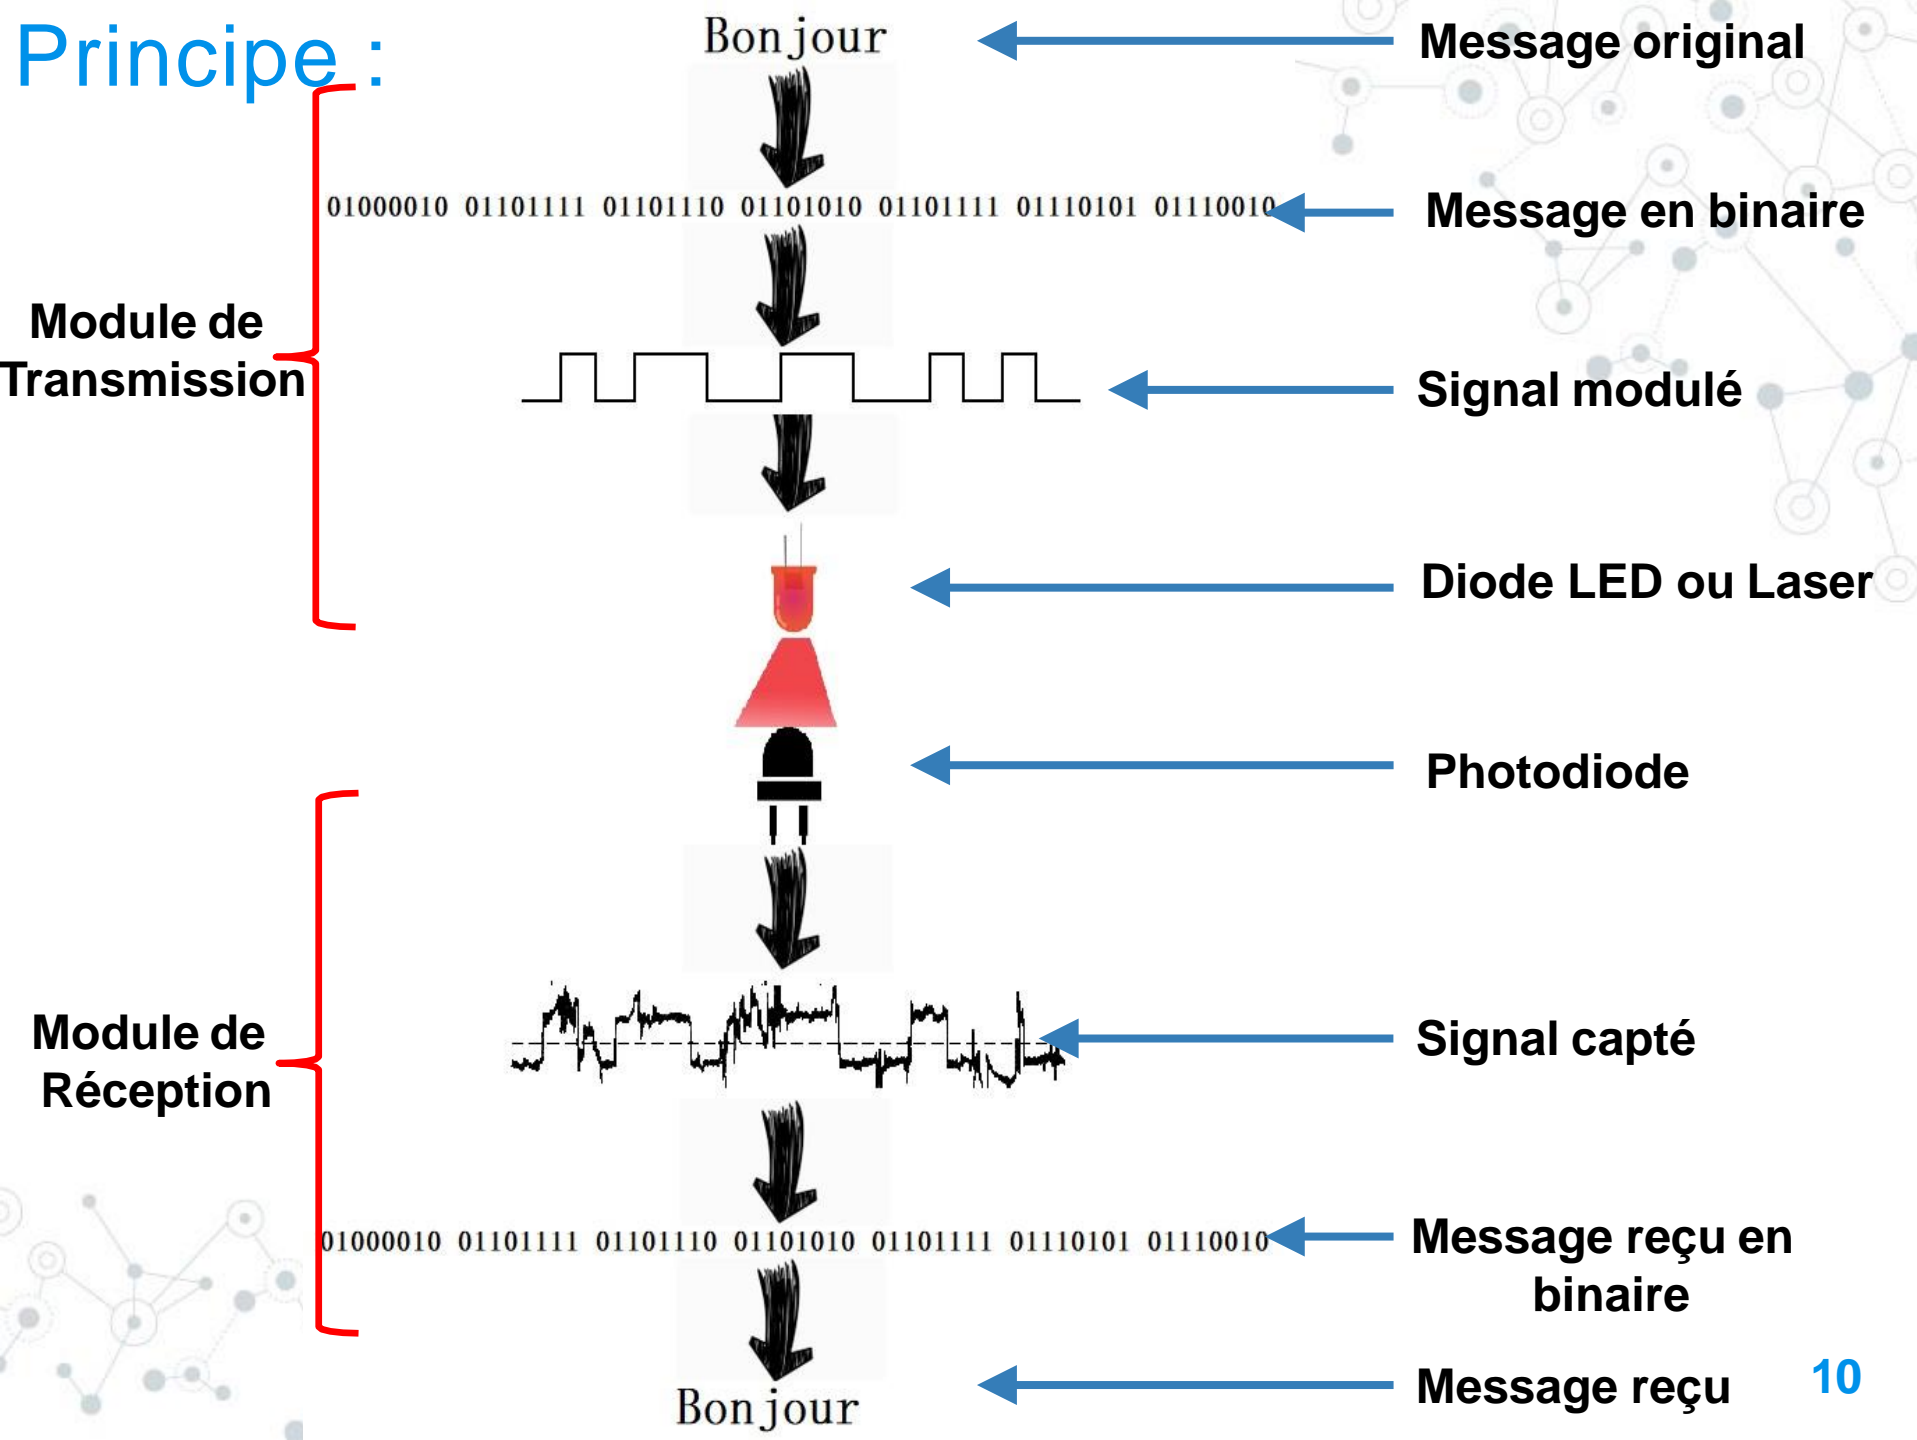 Principe :
Bonjour
Message original
01000010 01101111 01101110 01101010 01101111 01110101 01110010
Message en binaire
Module de
Transmission
Signal modulé
Diode LED ou Laser
Photodiode
Module de
Réception
Signal capté
01000010 01101111 01101110 01101010 01101111 01110101 01110010
Message reçu en
binaire
Bonjour
Message reçu
10